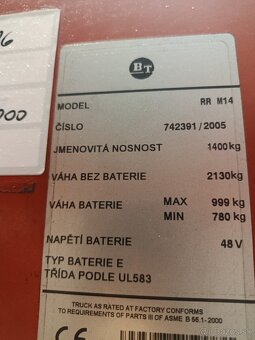 06
000
BT
MODEL RR M14
ČÍSLO 742391/2005
JMENOVITÁ NOSNOST 1400kg
VÁHA BEZ BATERIE 2130kg
VÁHA BATERIE MAX 999 kg
MIN 780 kg
NAPĚTÍ BATERIE 48 V
TYP BATERIE E
TŘÍDA PODLE UL583
TRUCK AS RATED AT FACTORY CONFORMS
TO REQUIREMENTS OF PARTS III OF ASME B 56.1- 2000
CE